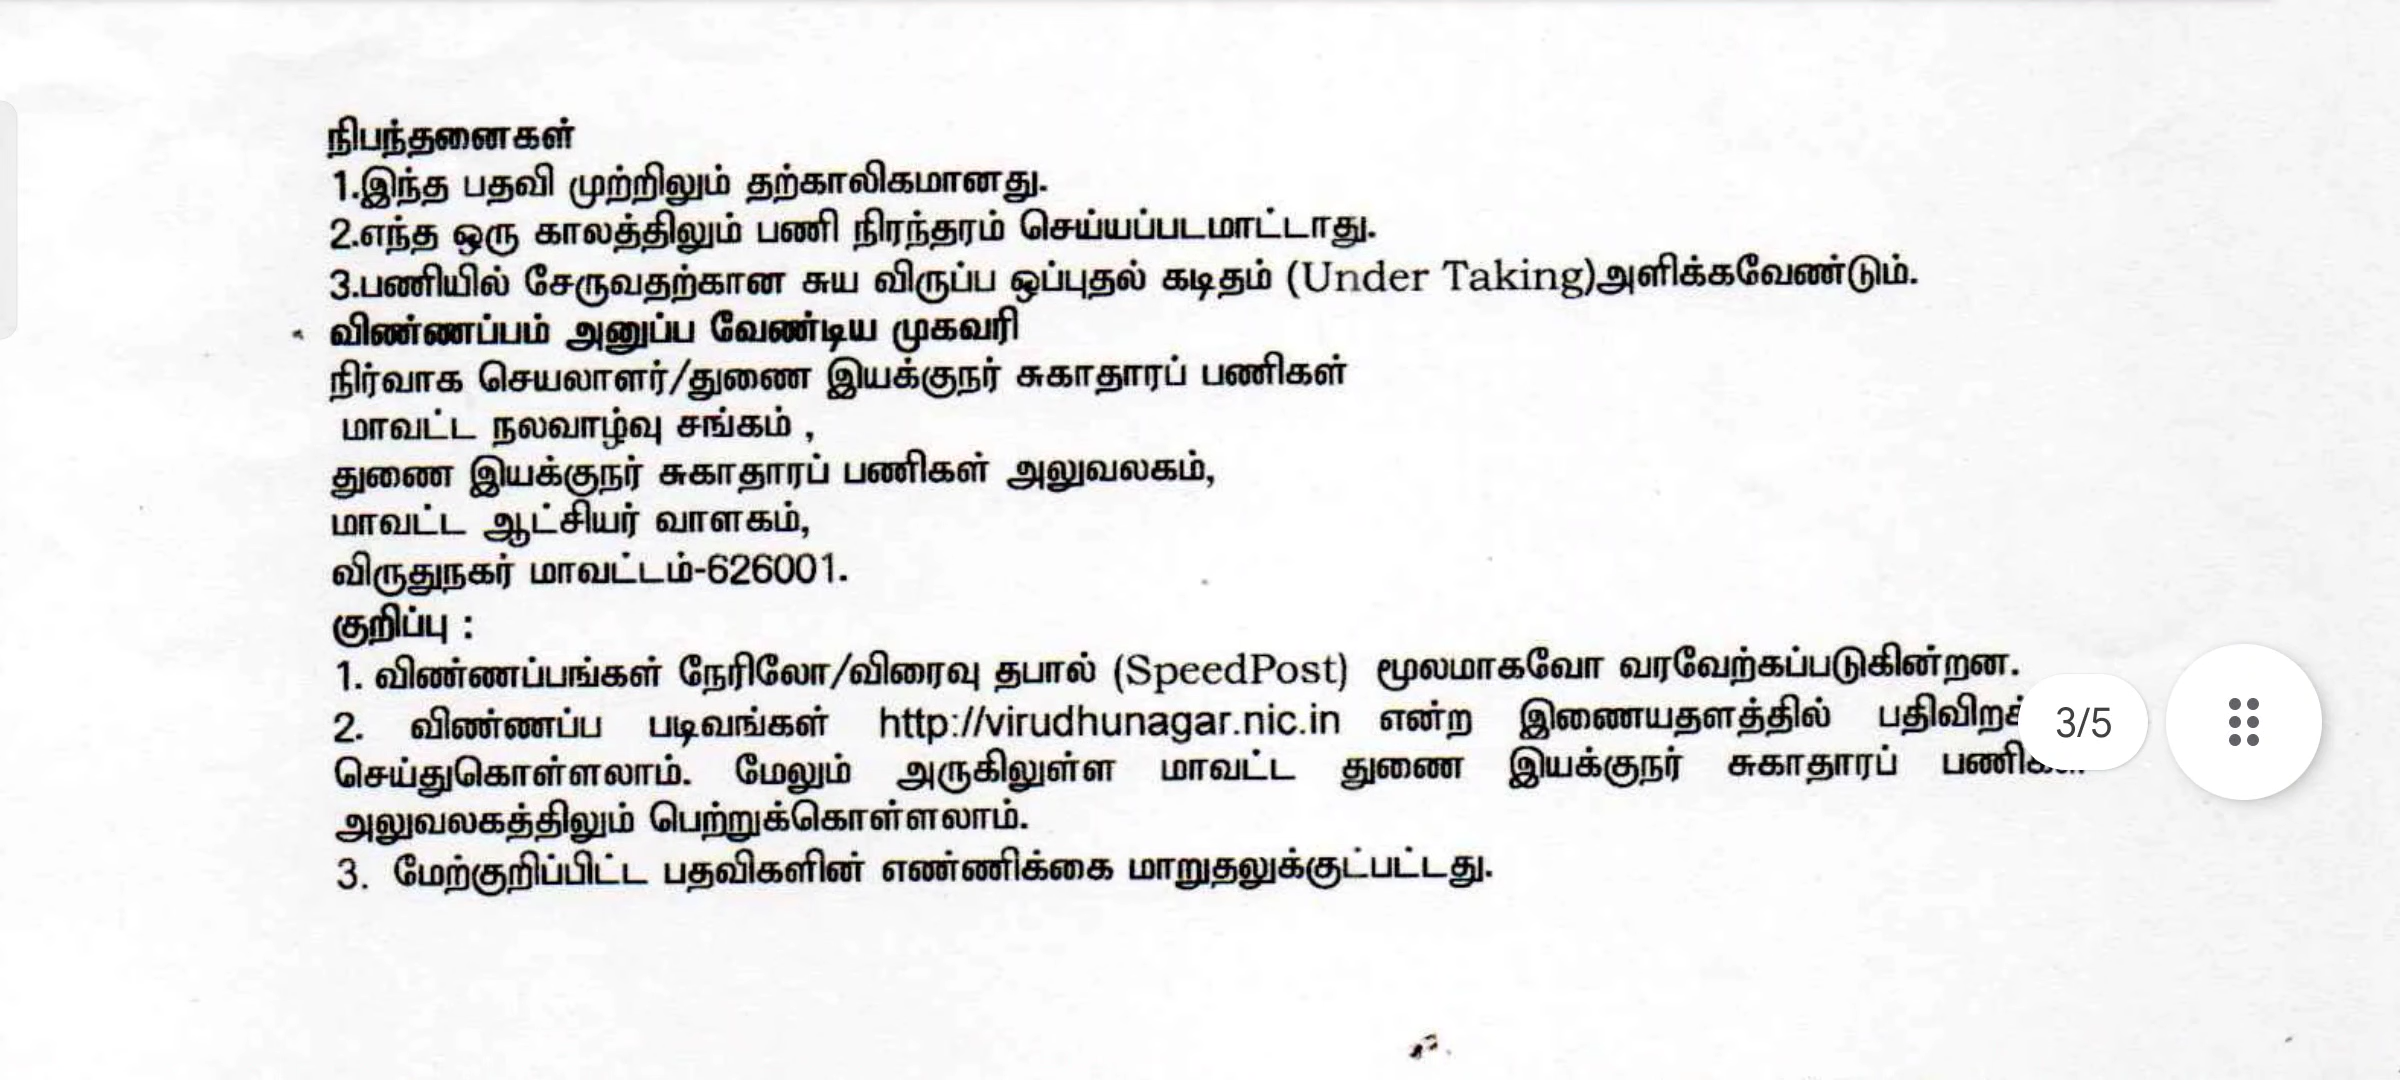 நிபந்தனைகள்
1.இந்த பதவி முற்றிலும் தற்காலிகமானது.
2.எந்த ஒரு காலத்திலும் பணி நிரந்தரம் செய்யப்படமாட்டாது.
3.பணியில் சேருவதற்கான சுய விருப்ப ஒப்புதல் கடிதம் (Under Taking)அளிக்கவேண்டும்.
விண்ணப்பம் அனுப்ப வேண்டிய முகவரி
நிர்வாக செயலாளர்/துணை இயக்குநர் சுகாதாரப் பணிகள்
மாவட்ட நலவாழ்வு சங்கம் ,
துணை இயக்குநர் சுகாதாரப் பணிகள் அலுவலகம்,
மாவட்ட ஆட்சியர் வாளகம்,
விருதுநகர் மாவட்டம்-626001.
குறிப்பு :
1. விண்ணப்பங்கள் நேரிலோ/விரைவு தபால் (SpeedPost) மூலமாகவோ வரவேற்கப்படுகின்றன.
2. விண்ணப்ப படிவங்கள் http://virudhunagar.nic.in என்ற இணையதளத்தில்
செய்துகொள்ளலாம். மேலும் அருகிலுள்ள மாவட்ட துணை இயக்குநர் சுகாதாரப்
அலுவலகத்திலும் பெற்றுக்கொள்ளலாம்.
3. மேற்குறிப்பிட்ட பதவிகளின் எண்ணிக்கை மாறுதலுக்குட்பட்டது.
3/5